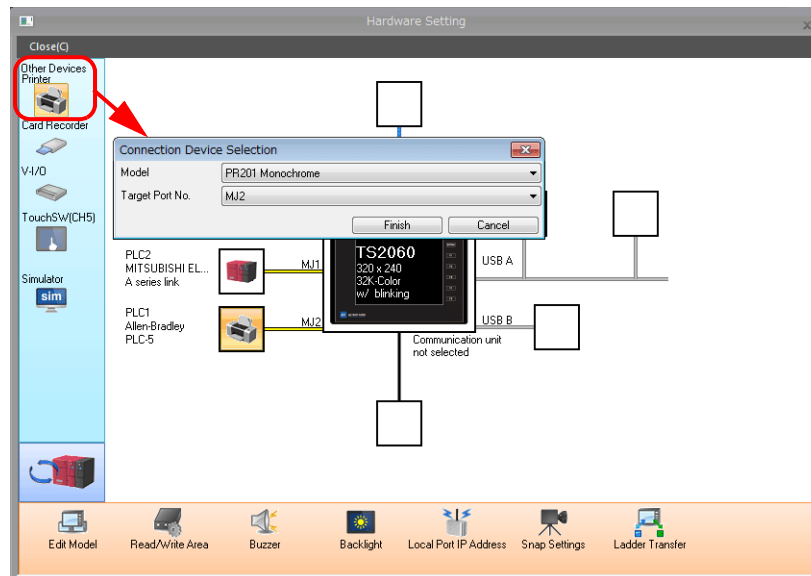 Hardware Setting
Close(C)
Other Devices
Printer
Card Recorder
V-I/O
TouchSW(CH5)
Simulator
sim
Connection Device Selection
Model
PR201 Monochrome
Target Port No.
MJ2
Finish
Cancel
PLC2
MITSUBISHI EL...
A series link
MJ1
PLC1
Allen-Bradley
PLC-5
MJ2
TS2060
320 x 240
32K-Color
w/ blinking
USB A
USB B
Communication unit
not selected
Edit Model
Read/Write Area
Buzzer
Backlight
Local Port IP Address
Snap Settings
Ladder Transfer